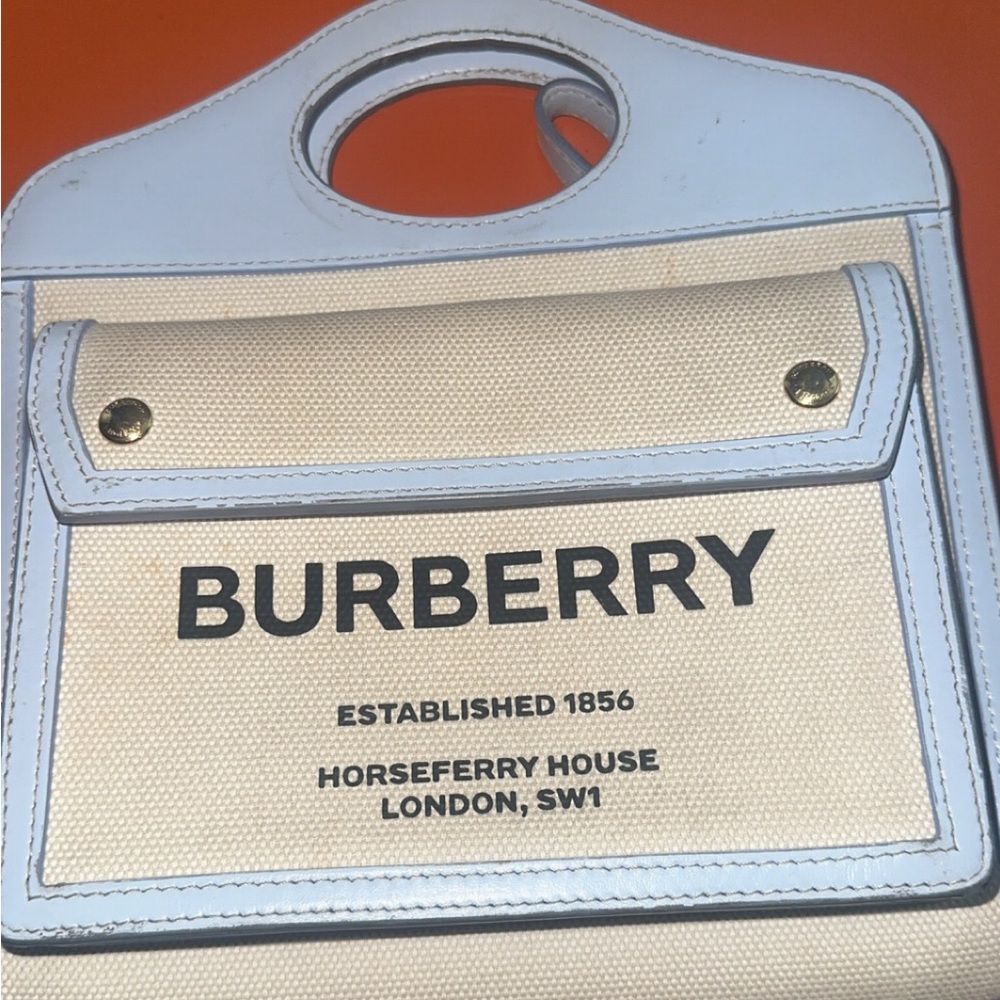 BURBERRY
ESTABLISHED 1856
HORSEFERRY HOUSE
LONDON, SW1